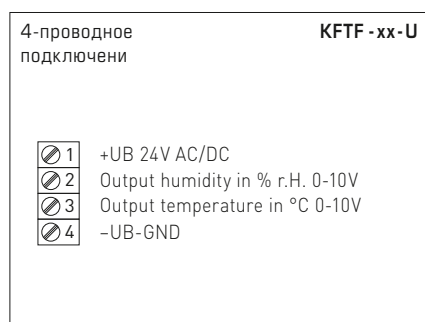 4-проводное KFTF-xx-U
подключени
1 +UB 24V AC/DC
2 Output humidity in % r.H. 0-10V
3 Output temperature in °C 0-10V
4 –UB-GND